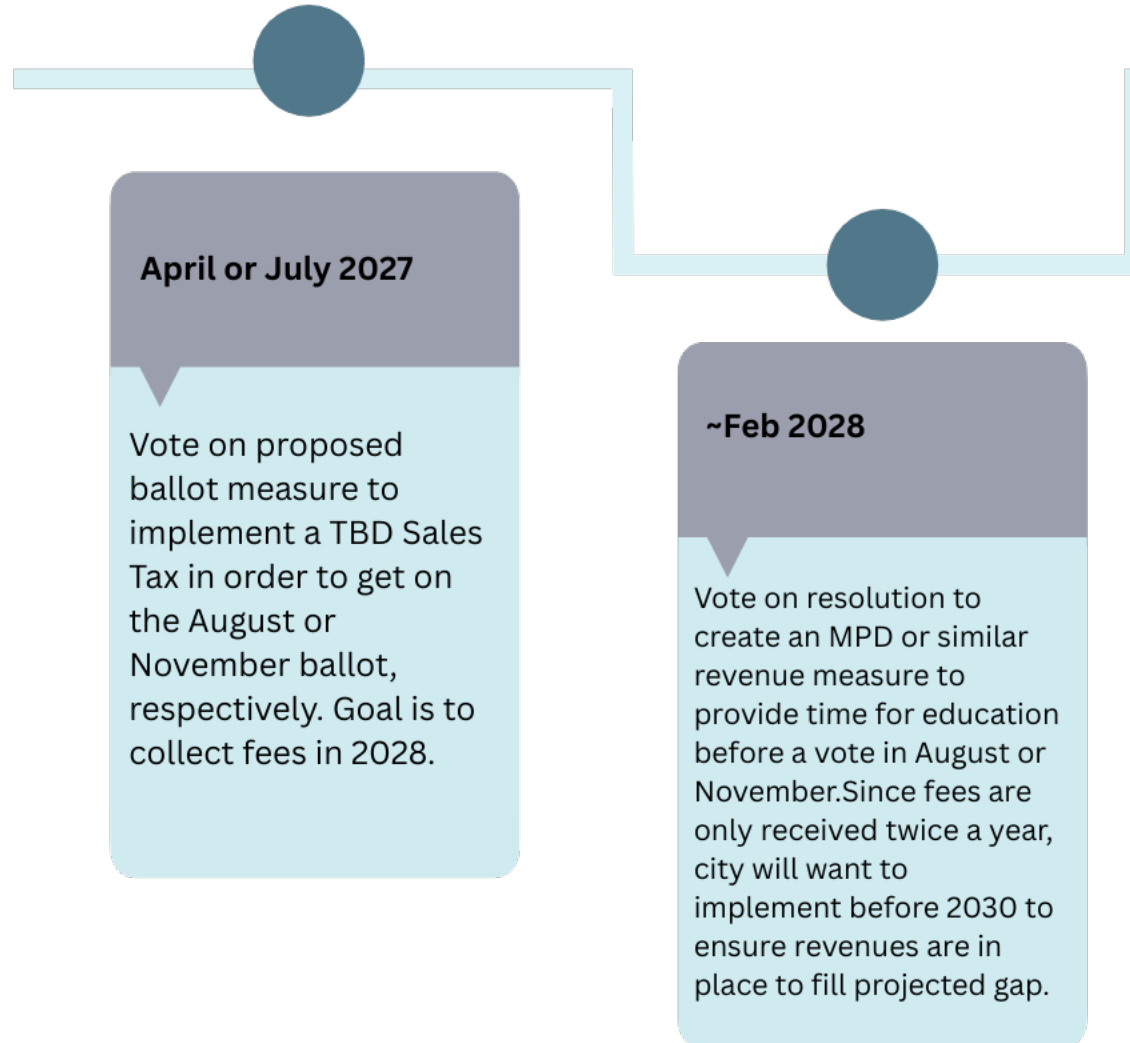 April or July 2027
Vote on proposed
ballot measure to
implement a TBD Sales
Tax in order to get on
the August or
November ballot,
respectively. Goal is to
collect fees in 2028.
~Feb 2028
Vote on resolution to
create an MPD or similar
revenue measure to
provide time for education
before a vote in August or
November.Since fees are
only received twice a year,
city will want to
implement before 2030 to
ensure revenues are in
place to fill projected gap.